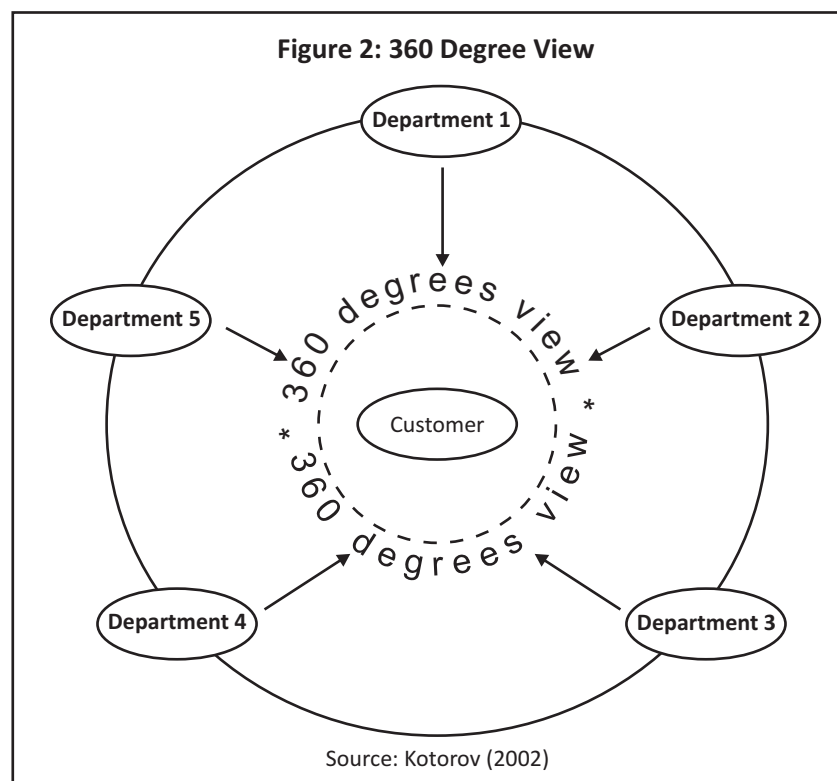 Figure 2: 360 Degree View
Department 1
Department 5
Department 2
* 360 degrees view *
Customer
360 degrees view
Department 4
Department 3
Source: Kotorov (2002)